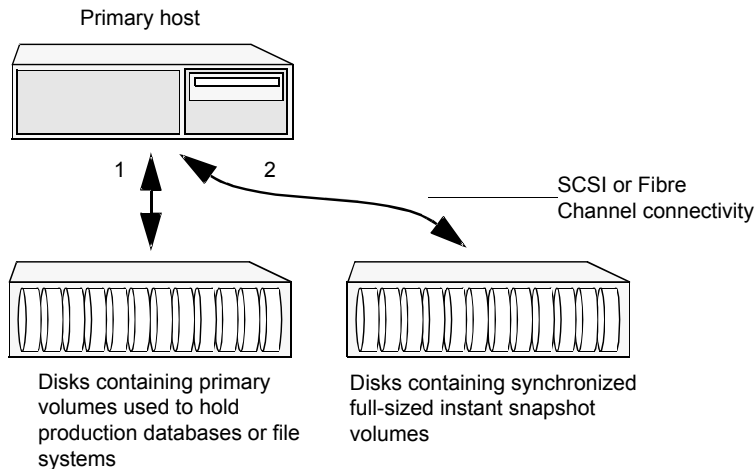 Primary host
1
2
SCSI or Fibre
Channel connectivity
Disks containing primary
volumes used to hold
production databases or file
systems
Disks containing synchronized
full-sized instant snapshot
volumes